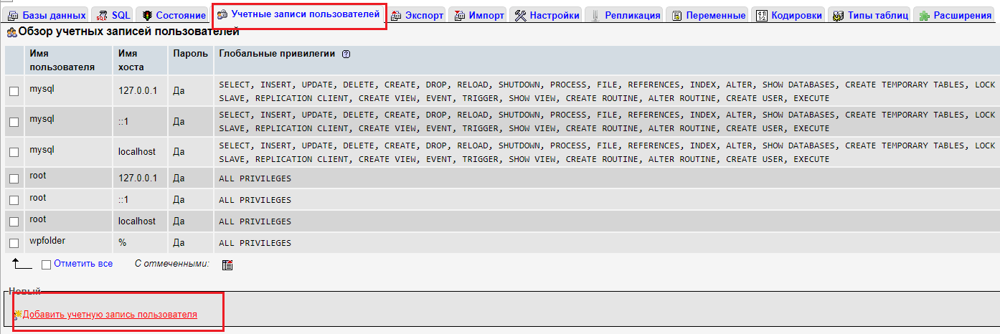 Базы данных SQL Состояние Учетные записи пользователей Экспорт Импорт Настройки Репликация Переменные Кодировки Типы таблиц Расширения
Обзор учетных записей пользователей
Имя пользователя Имя хоста Пароль Глобальные привилегии
mysql 127.0.0.1 Да SELECT, INSERT, UPDATE, DELETE, CREATE, DROP, RELOAD, SHUTDOWN, PROCESS, FILE, REFERENCES, INDEX, ALTER, SHOW DATABASES, CREATE TEMPORARY TABLES, LOCK
SLAVE, REPLICATION CLIENT, CREATE VIEW, EVENT, TRIGGER, SHOW VIEW, CREATE ROUTINE, ALTER ROUTINE, CREATE USER, EXECUTE
mysql ::1 Да SELECT, INSERT, UPDATE, DELETE, CREATE, DROP, RELOAD, SHUTDOWN, PROCESS, FILE, REFERENCES, INDEX, ALTER, SHOW DATABASES, CREATE TEMPORARY TABLES, LOCK
SLAVE, REPLICATION CLIENT, CREATE VIEW, EVENT, TRIGGER, SHOW VIEW, CREATE ROUTINE, ALTER ROUTINE, CREATE USER, EXECUTE
mysql localhost Да SELECT, INSERT, UPDATE, DELETE, CREATE, DROP, RELOAD, SHUTDOWN, PROCESS, FILE, REFERENCES, INDEX, ALTER, SHOW DATABASES, CREATE TEMPORARY TABLES, LOCK
SLAVE, REPLICATION CLIENT, CREATE VIEW, EVENT, TRIGGER, SHOW VIEW, CREATE ROUTINE, ALTER ROUTINE, CREATE USER, EXECUTE
root 127.0.0.1 Да ALL PRIVILEGES
root ::1 Да ALL PRIVILEGES
root localhost Да ALL PRIVILEGES
wpfolder % Да ALL PRIVILEGES
Отметить все С отмеченными:
Новый
Добавить учетную запись пользователя